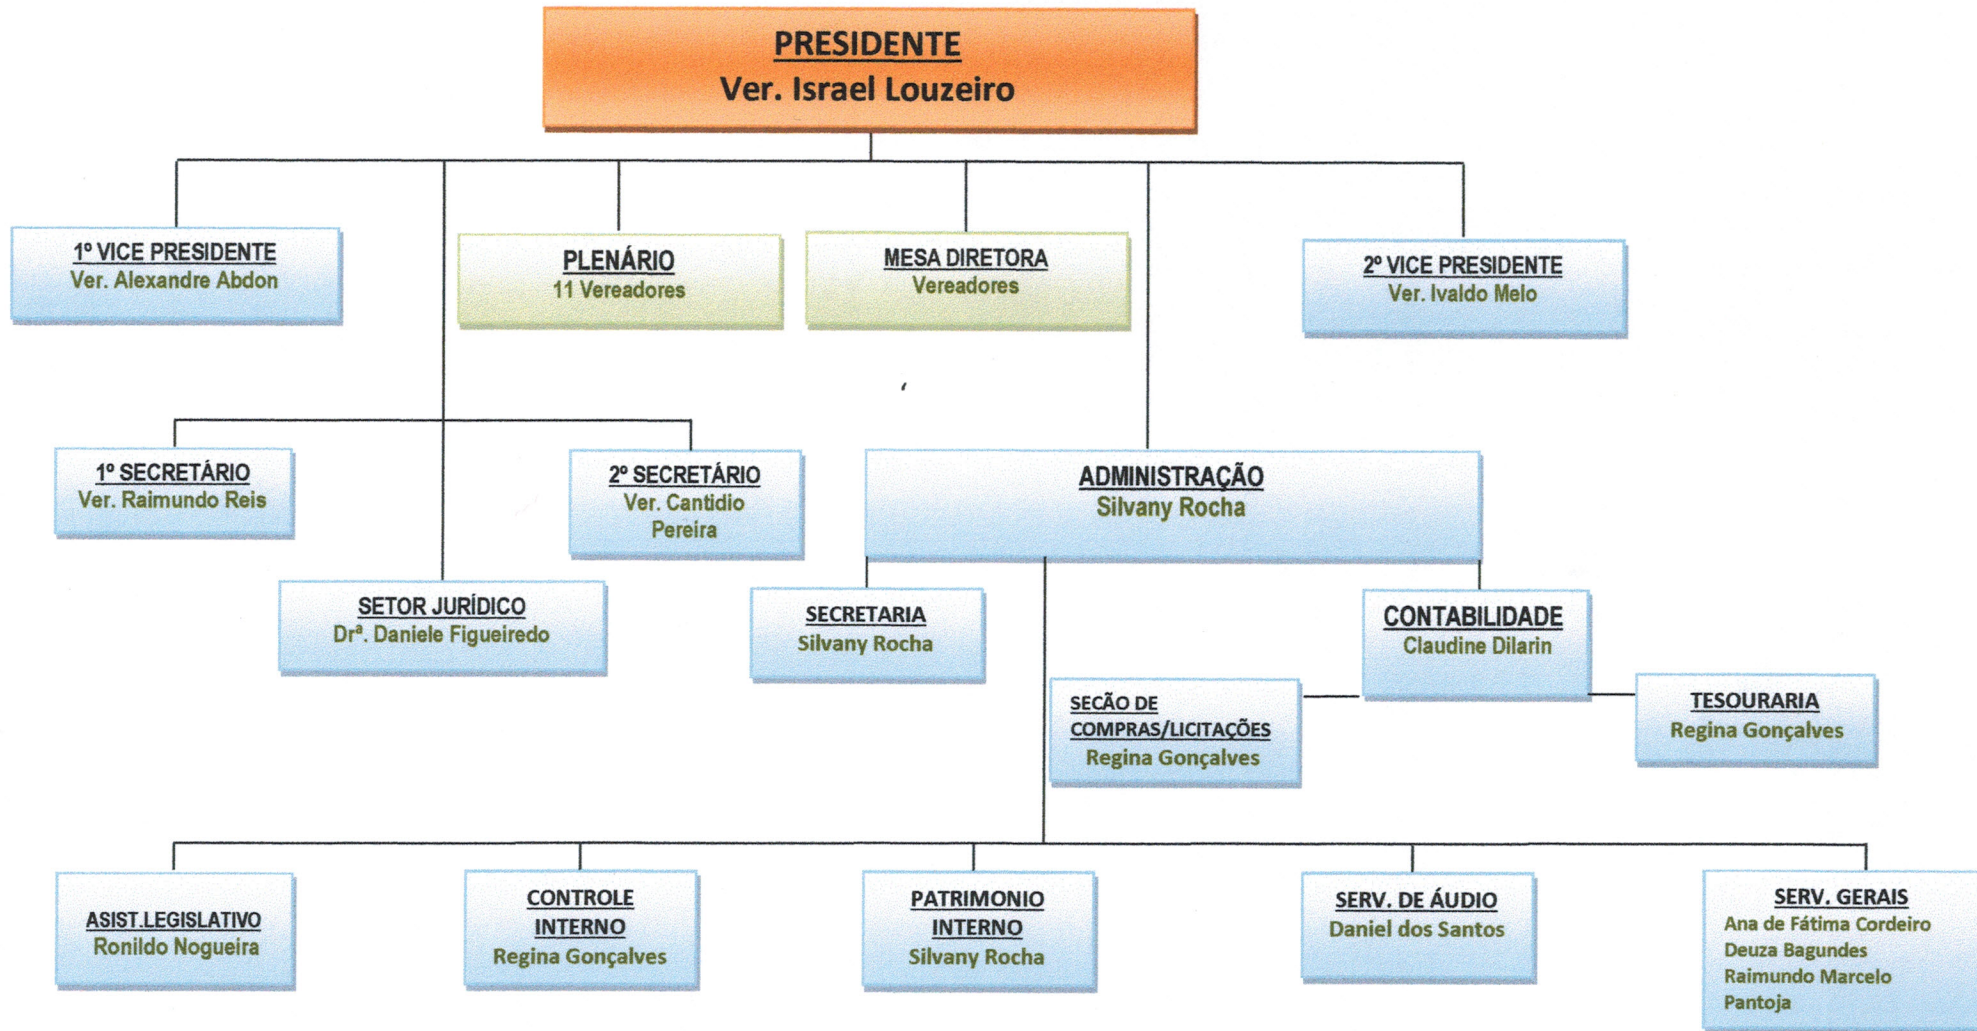 PRESIDENTE
Ver. Israel Louzeiro
1º VICE PRESIDENTE
Ver. Alexandre Abdon
PLENÁRIO
11 Vereadores
MESA DIRETORA
Vereadores
2º VICE PRESIDENTE
Ver. Ivaldo Melo
1º SECRETÁRIO
Ver. Raimundo Reis
2º SECRETÁRIO
Ver. Cantidio
Pereira
ADMINISTRAÇÃO
Silvany Rocha
SETOR JURÍDICO
Drª. Daniele Figueiredo
SECRETARIA
Silvany Rocha
CONTABILIDADE
Claudine Dilarin
SECÃO DE
COMPRAS/LICITAÇÕES
Regina Gonçalves
TESOURARIA
Regina Gonçalves
ASIST.LEGISLATIVO
Ronildo Nogueira
CONTROLE
INTERNO
Regina Gonçalves
PATRIMONIO
INTERNO
Silvany Rocha
SERV. DE ÁUDIO
Daniel dos Santos
SERV. GERAIS
Ana de Fátima Cordeiro
Deuza Bagundes
Raimundo Marcelo
Pantoja